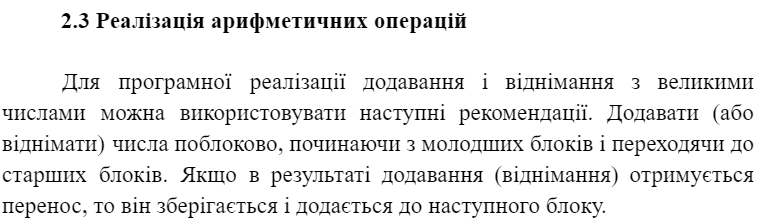 2.3 Реалізація арифметичних операцій
Для програмної реалізації додавання і віднімання з великими
числами можна використовувати наступні рекомендації. Додавати (або
віднімати) числа поблоково, починаючи з молодших блоків і переходячи до
старших блоків. Якщо в результаті додавання (віднімання) отримується
перенос, то він зберігається і додається до наступного блоку.